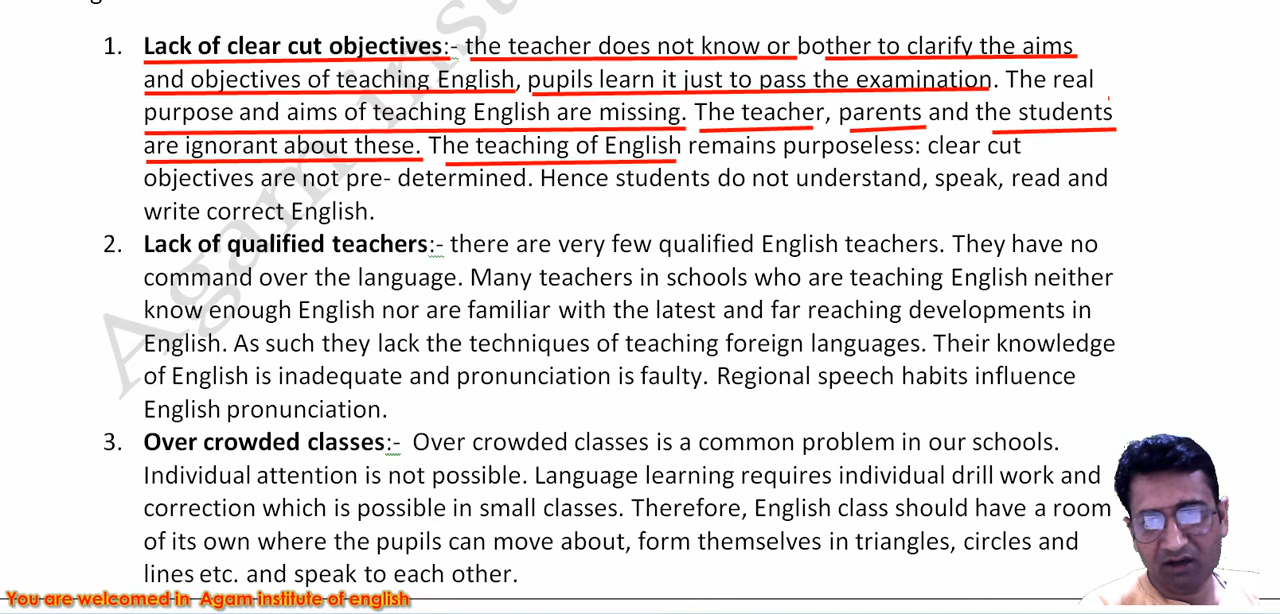 1. Lack of clear cut objectives:- the teacher does not know or bother to clarify the aims
and objectives of teaching English, pupils learn it just to pass the examination. The real
purpose and aims of teaching English are missing. The teacher, parents and the students
are ignorant about these. The teaching of English remains purposeless: clear cut
objectives are not pre- determined. Hence students do not understand, speak, read and
write correct English.
2. Lack of qualified teachers:- there are very few qualified English teachers. They have no
command over the language. Many teachers in schools who are teaching English neither
know enough English nor are familiar with the latest and far reaching developments in
English. As such they lack the techniques of teaching foreign languages. Their knowledge
of English is inadequate and pronunciation is faulty. Regional speech habits influence
English pronunciation.
3. Over crowded classes:- Over crowded classes is a common problem in our schools.
Individual attention is not possible. Language learning requires individual drill work and
correction which is possible in small classes. Therefore, English class should have a room
of its own where the pupils can move about, form themselves in triangles, circles and
lines etc. and speak to each other.
You are welcomed in Agam institute of english
Agam